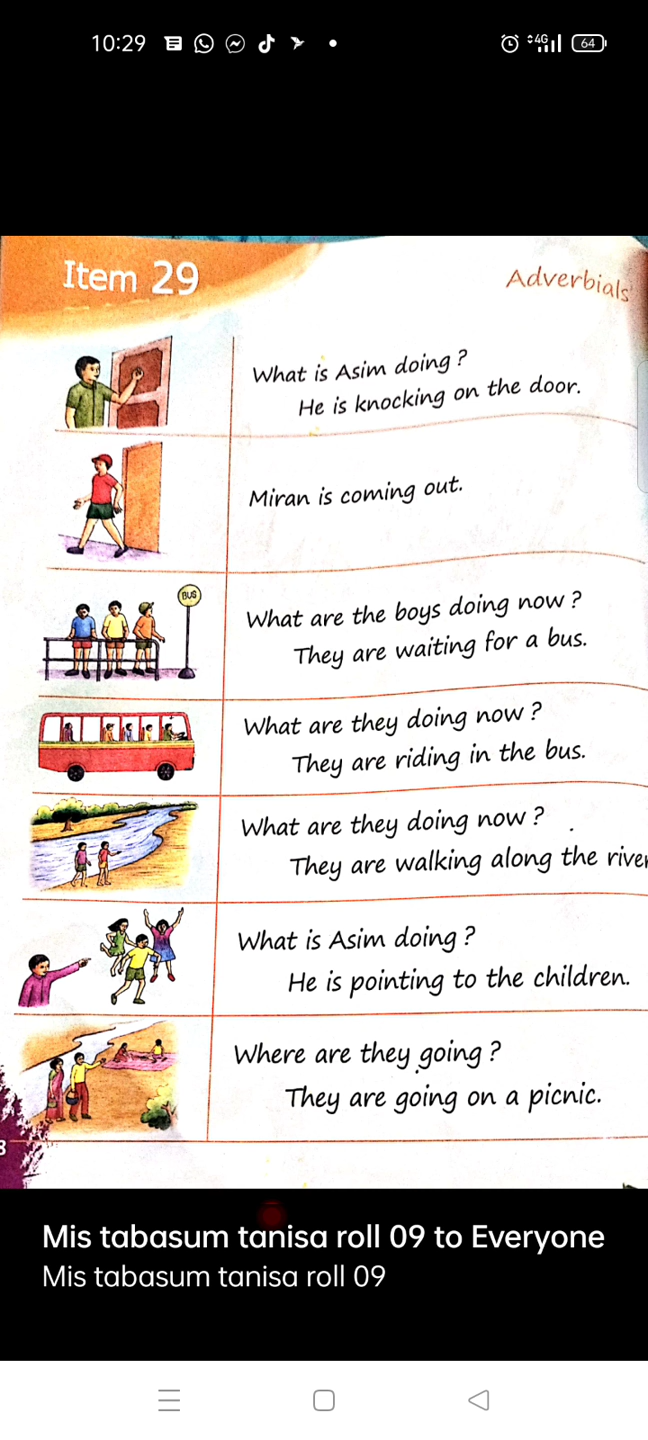 10:29
4G
64
Item 29
Adverbials
What is Asim doing ?
He is knocking on the door.
Miran is coming out.
BUS
What are the boys doing now ?
They are waiting for a bus.
What are they doing now ?
They are riding in the bus.
What are they doing now ?
They are walking along the river
What is Asim doing ?
He is pointing to the children.
Where are they going ?
They are going on a picnic.
8
Mis tabasum tanisa roll 09 to Everyone
Mis tabasum tanisa roll 09